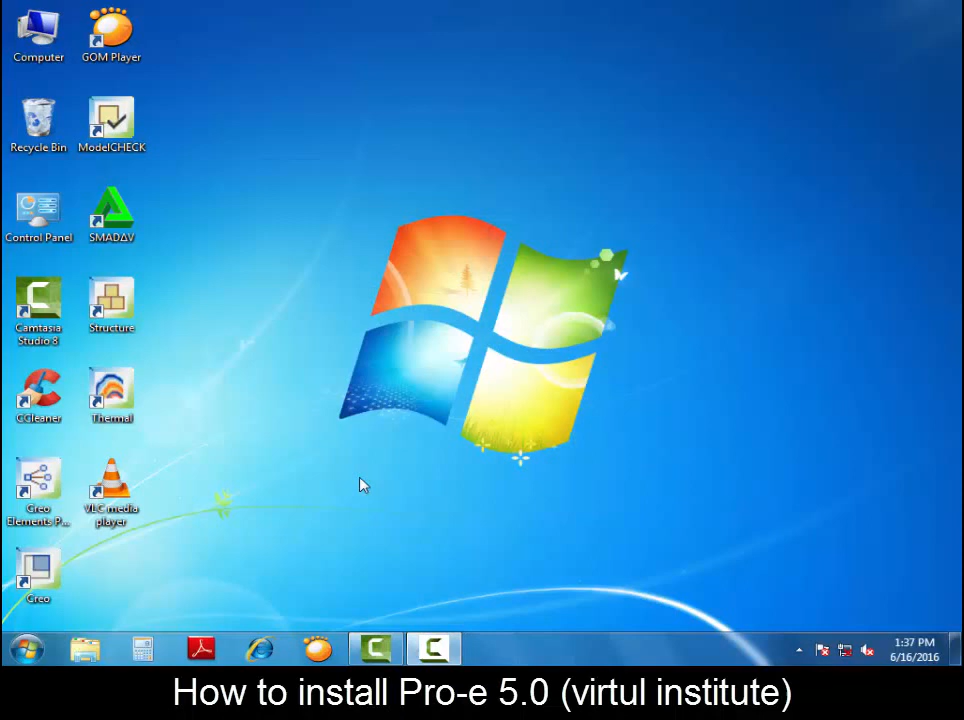 Computer
GOM Player
Recycle Bin
ModelCHECK
Control Panel
SMADΔV
Camtasia
Studio 8
Structure
CCleaner
Thermal
Creo
Elements P...
VLC media
player
Creo
1:37 PM
6/16/2016
How to install Pro-e 5.0 (virtul institute)